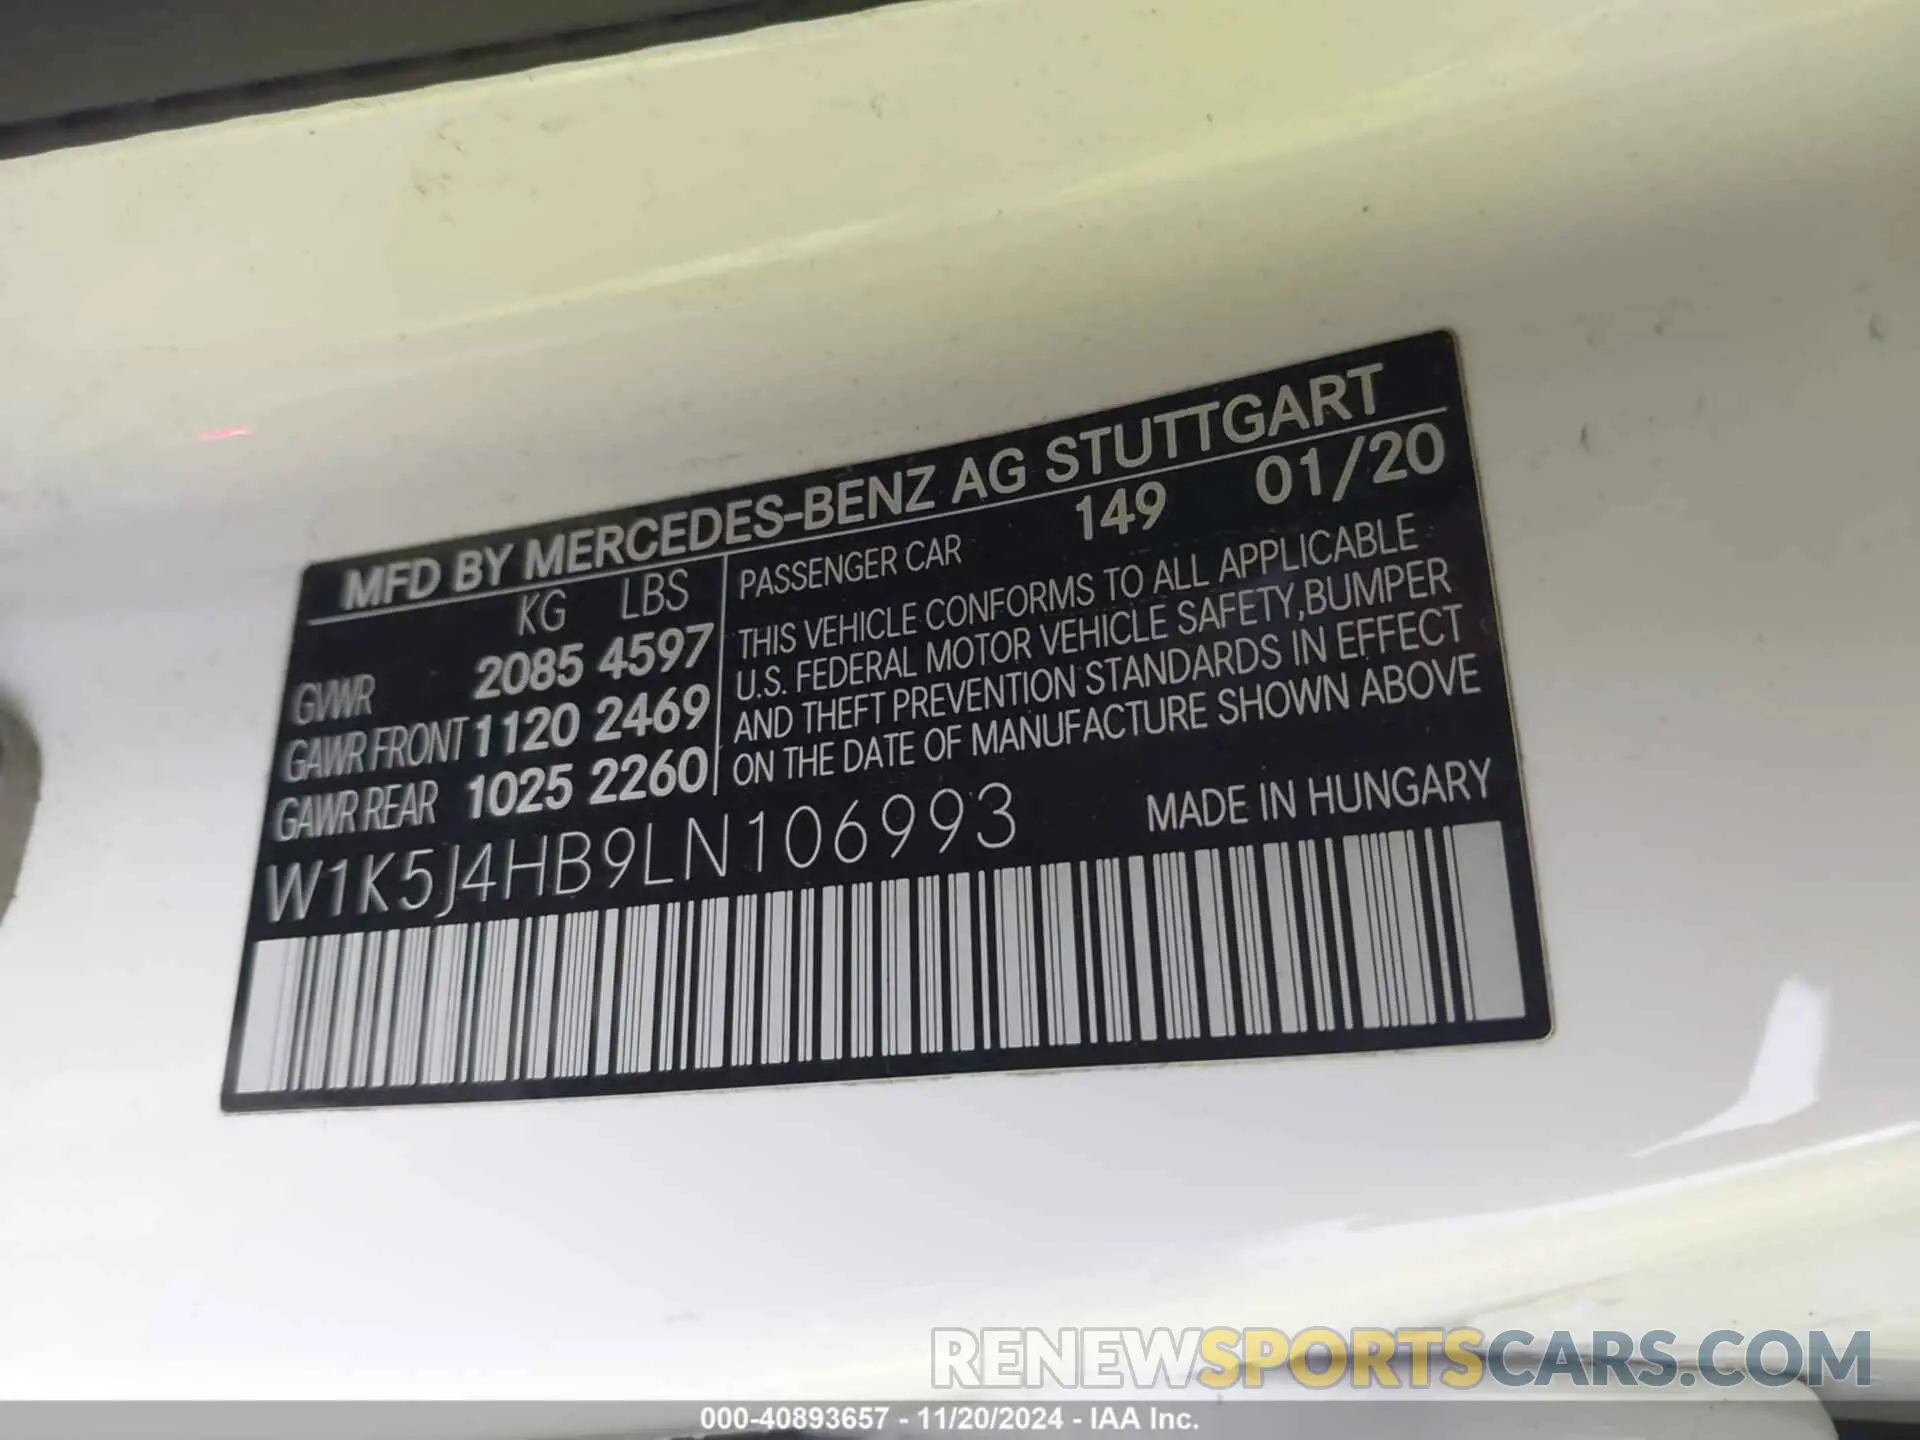 MFD BY MERCEDES-BENZ AG STUTTGART
KG LBS
GVWR 2085 4597
GAWR FRONT 1120 2469
GAWR REAR 1025 2260
PASSENGER CAR 149 01/20
THIS VEHICLE CONFORMS TO ALL APPLICABLE
U.S. FEDERAL MOTOR VEHICLE SAFETY,BUMPER
AND THEFT PREVENTION STANDARDS IN EFFECT
ON THE DATE OF MANUFACTURE SHOWN ABOVE
W1K5J4HB9LN106993
MADE IN HUNGARY
RENEWSPORTSCARS.COM
000-40893657 - 11/20/2024 - IAA Inc.